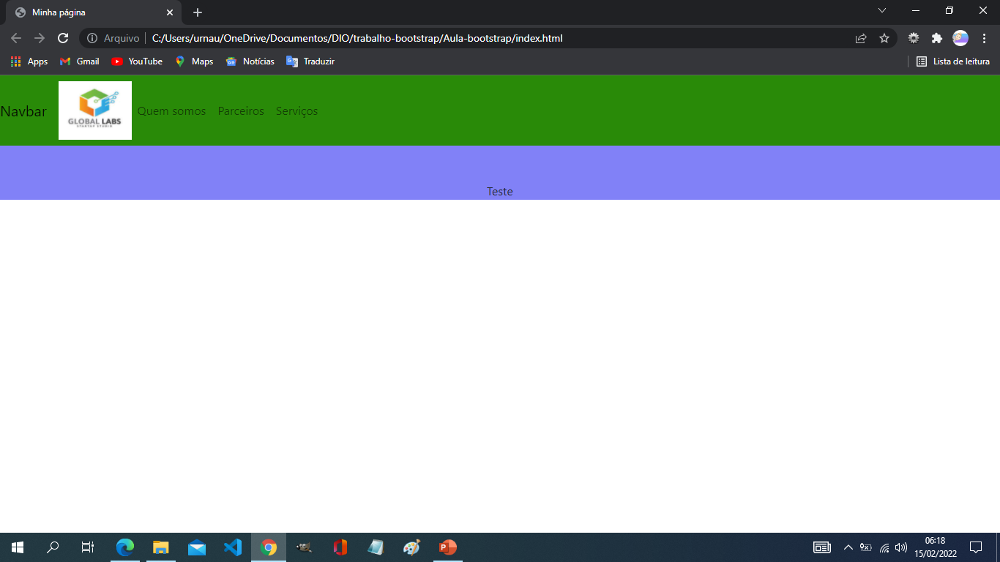 Minha página
Arquivo
C:/Users/urnau/OneDrive/Documentos/DIO/trabalho-bootstrap/Aula-bootstrap/index.html
Apps Gmail YouTube Maps Notícias Traduzir Lista de leitura
Navbar
GLOBAL LABS
STARTUP STUDIO
Quem somos Parceiros Serviços
Teste
06:18
15/02/2022